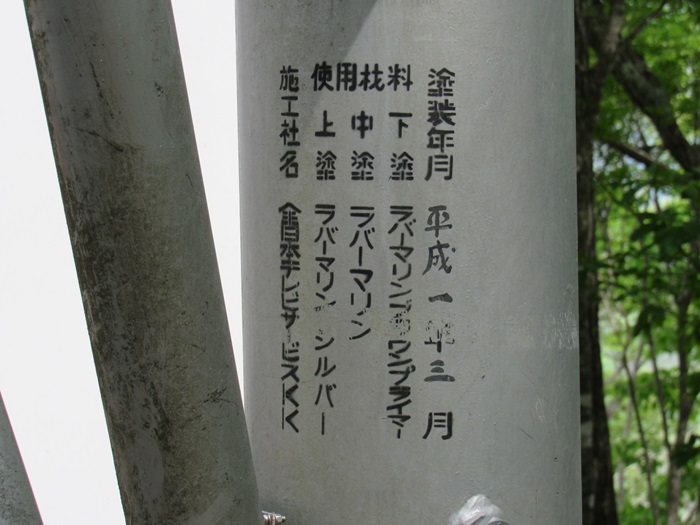 塗装年月 平成一 年三月
使用材料
下塗 ラバーマリン ワンプライマー
中塗 ラバーマリン
上塗 ラバーマリン シルバー
施工社名 日本テレビサービスKK